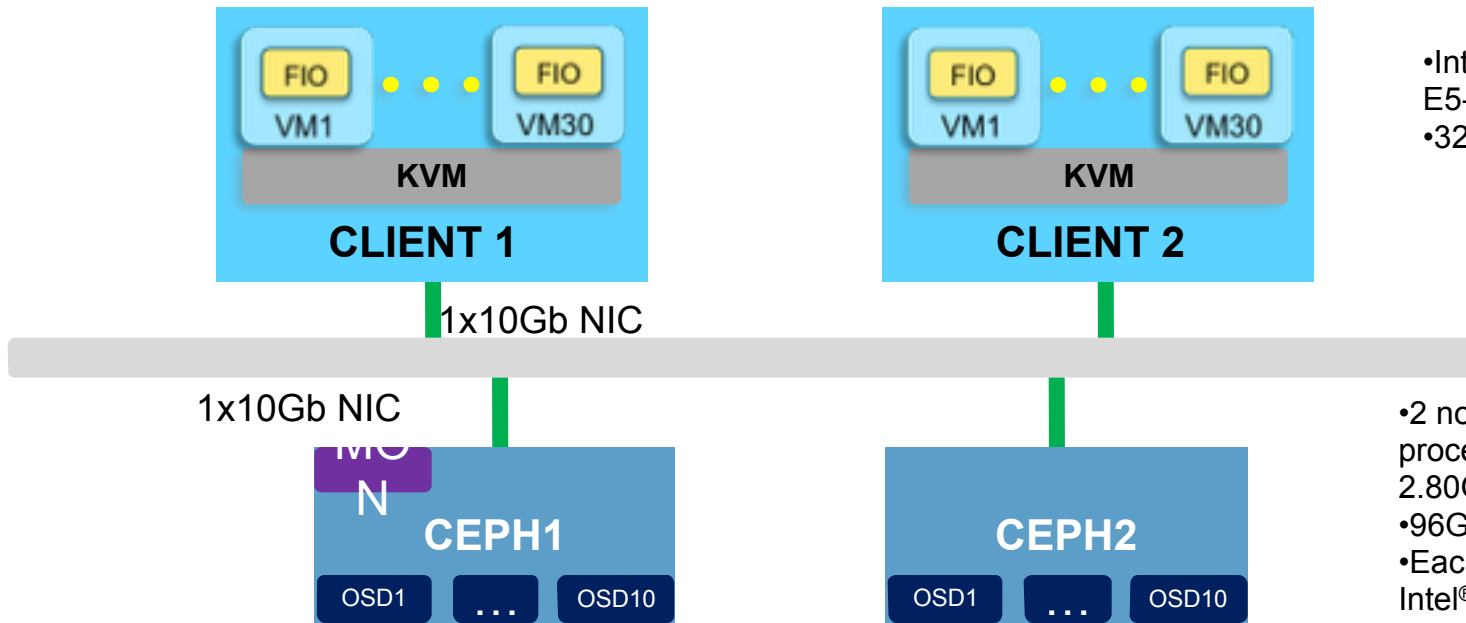 FIO
VM1
FIO
VM30
KVM
CLIENT 1
FIO
VM1
FIO
VM30
KVM
CLIENT 2
1x10Gb NIC
1x10Gb NIC
MO
N
CEPH1
OSD1
...
OSD10
CEPH2
OSD1
...
OSD10
•Int
E5-
•32
•2 no
proce
2.80
•96G
•Eac
Intel®